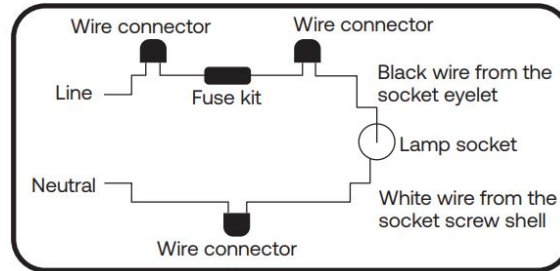 Wire connector
Wire connector
Line
Fuse kit
Black wire from the
socket eyelet
Lamp socket
Neutral
White wire from the
socket screw shell
Wire connector